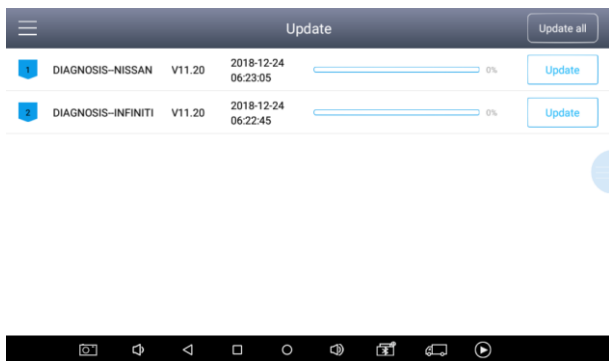 Update
Update all
1 DIAGNOSIS–NISSAN V11.20 2018-12-24 06:23:05 0% Update
2 DIAGNOSIS–INFINITI V11.20 2018-12-24 06:22:45 0% Update